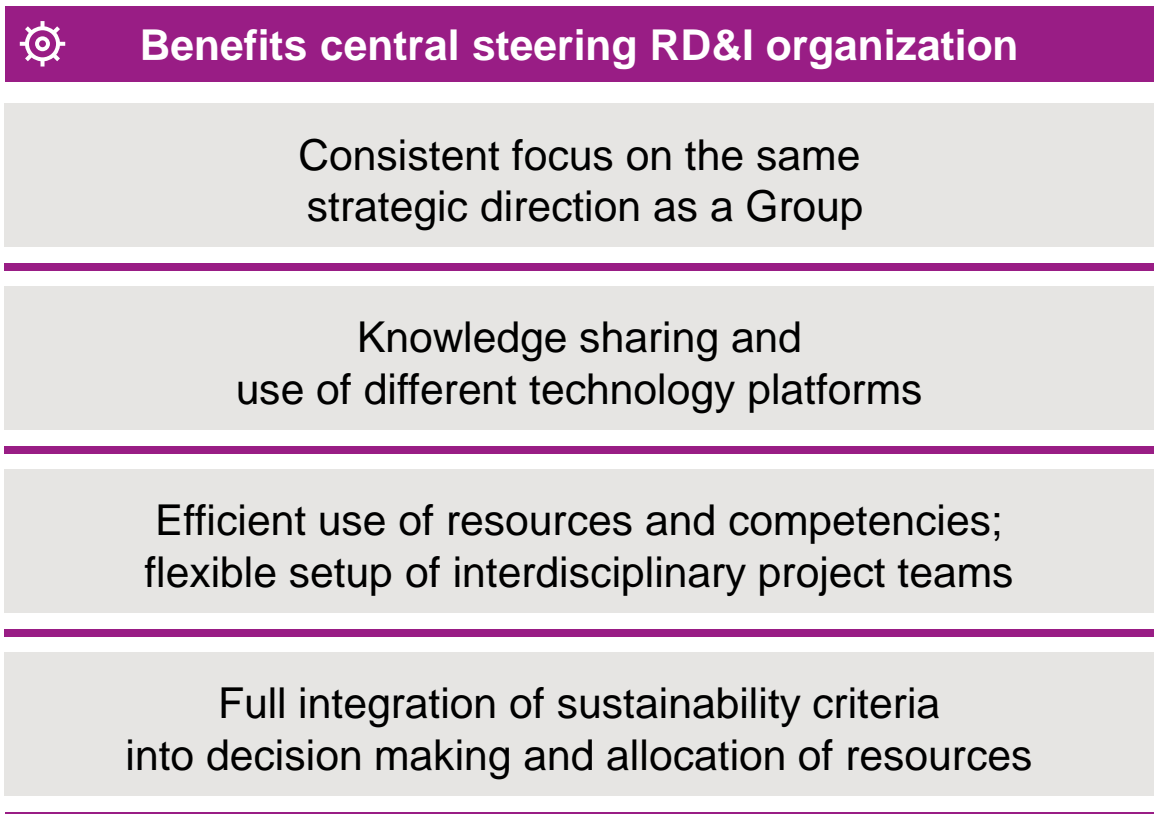 Benefits central steering RD&I organization
Consistent focus on the same
strategic direction as a Group
Knowledge sharing and
use of different technology platforms
Efficient use of resources and competencies;
flexible setup of interdisciplinary project teams
Full integration of sustainability criteria
into decision making and allocation of resources